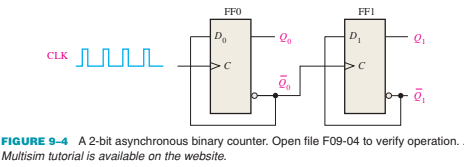 FF0
FF1
D0
Q0
D1
Q1
CLK
C
Q̅0
C
Q̅1
FIGURE 9–4 A 2-bit asynchronous binary counter. Open file F09-04 to verify operation.
Multisim tutorial is available on the website.